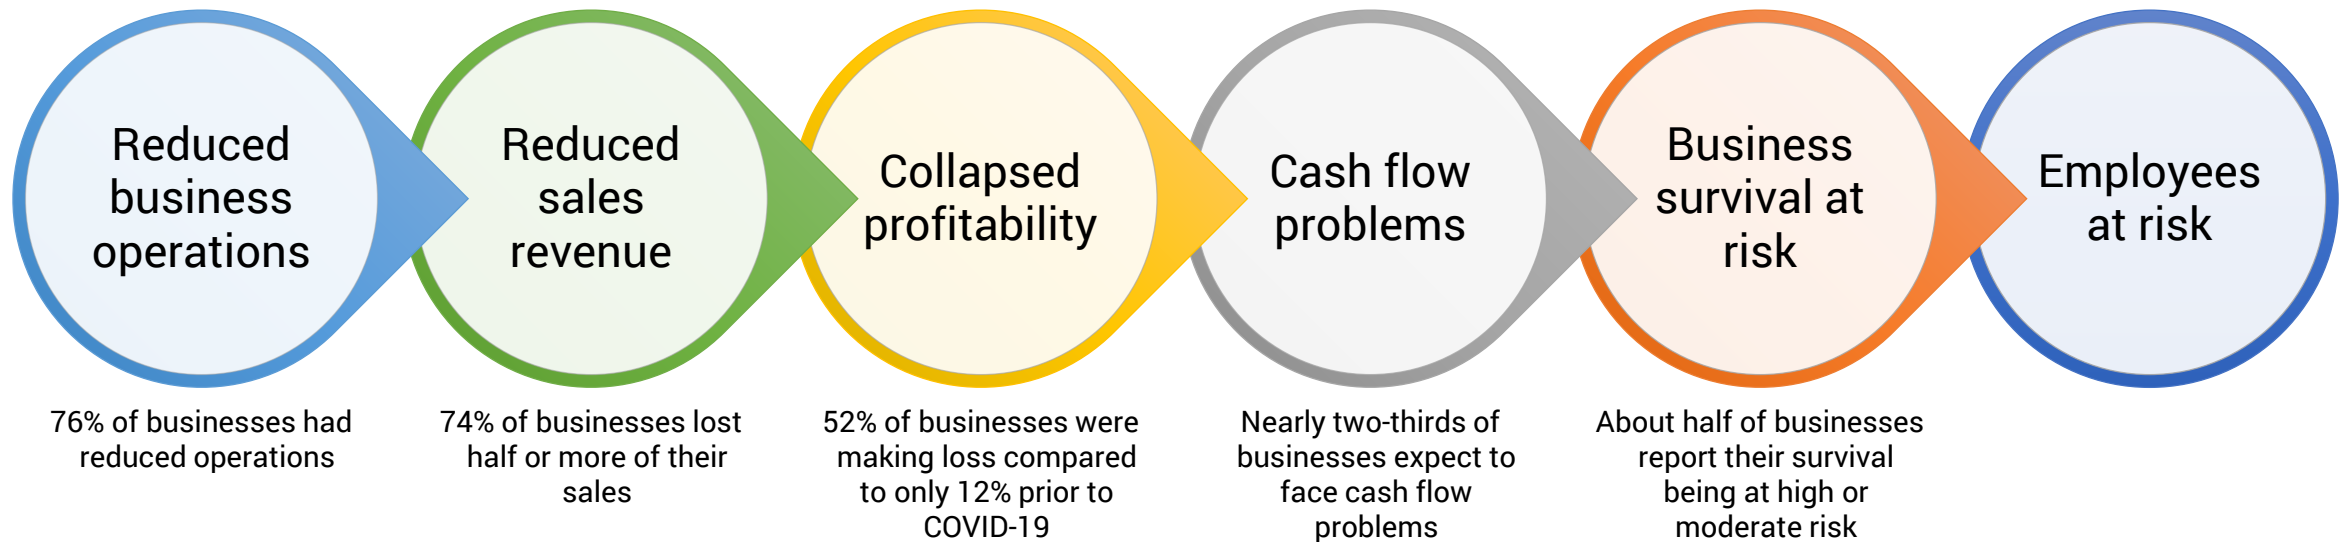 Reduced
business
operations
Reduced
sales
revenue
Collapsed
profitability
Cash flow
problems
Business
survival at
risk
Employees
at risk
76% of businesses had
reduced operations
74% of businesses lost
half or more of their
sales
52% of businesses were
making loss compared
to only 12% prior to
COVID-19
Nearly two-thirds of
businesses expect to
face cash flow
problems
About half of businesses
report their survival
being at high or
moderate risk